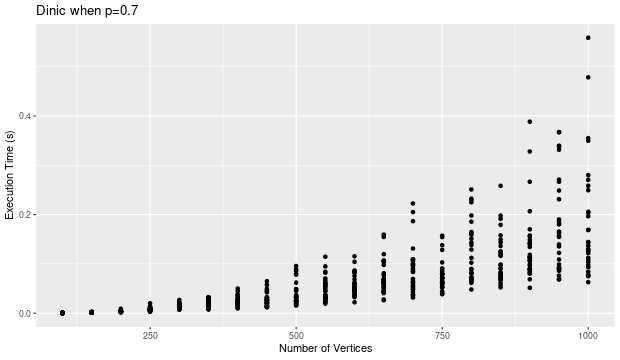 Dinic when p=0.7
Execution Time (s)
0.4
0.2
0.0
250 500 750 1000
Number of Vertices